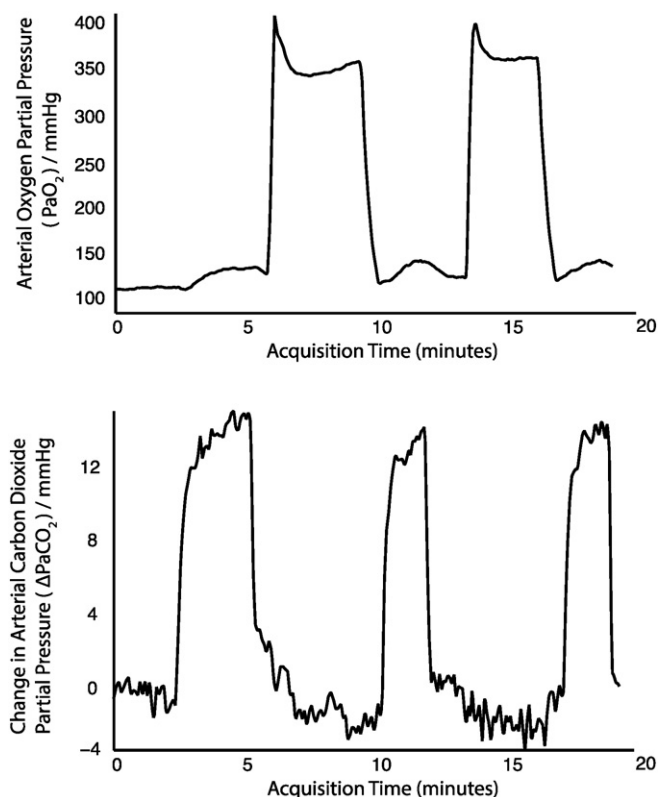 Arterial Oxygen Partial Pressure
(PaO₂) / mmHg
400
350
300
250
200
150
100
0 5 10 15 20
Acquisition Time (minutes)
Change in Arterial Carbon Dioxide
Partial Pressure (ΔPaCO₂) / mmHg
12
8
4
0
−4
0 5 10 15 20
Acquisition Time (minutes)